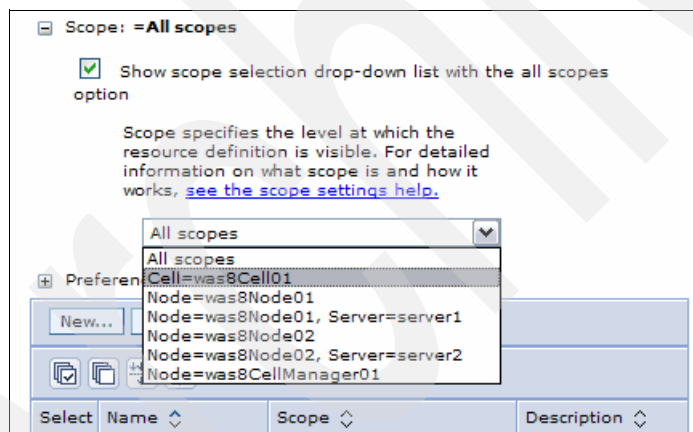 Scope: =All scopes
Show scope selection drop-down list with the all scopes
option
Scope specifies the level at which the
resource definition is visible. For detailed
information on what scope is and how it
works, see the scope settings help.
All scopes
All scopes
Cell=was8Cell01
Node=was8Node01
Node=was8Node01, Server=server1
Node=was8Node02
Node=was8Node02, Server=server2
Node=was8CellManager01
Preferen
New...
Select Name Scope Description